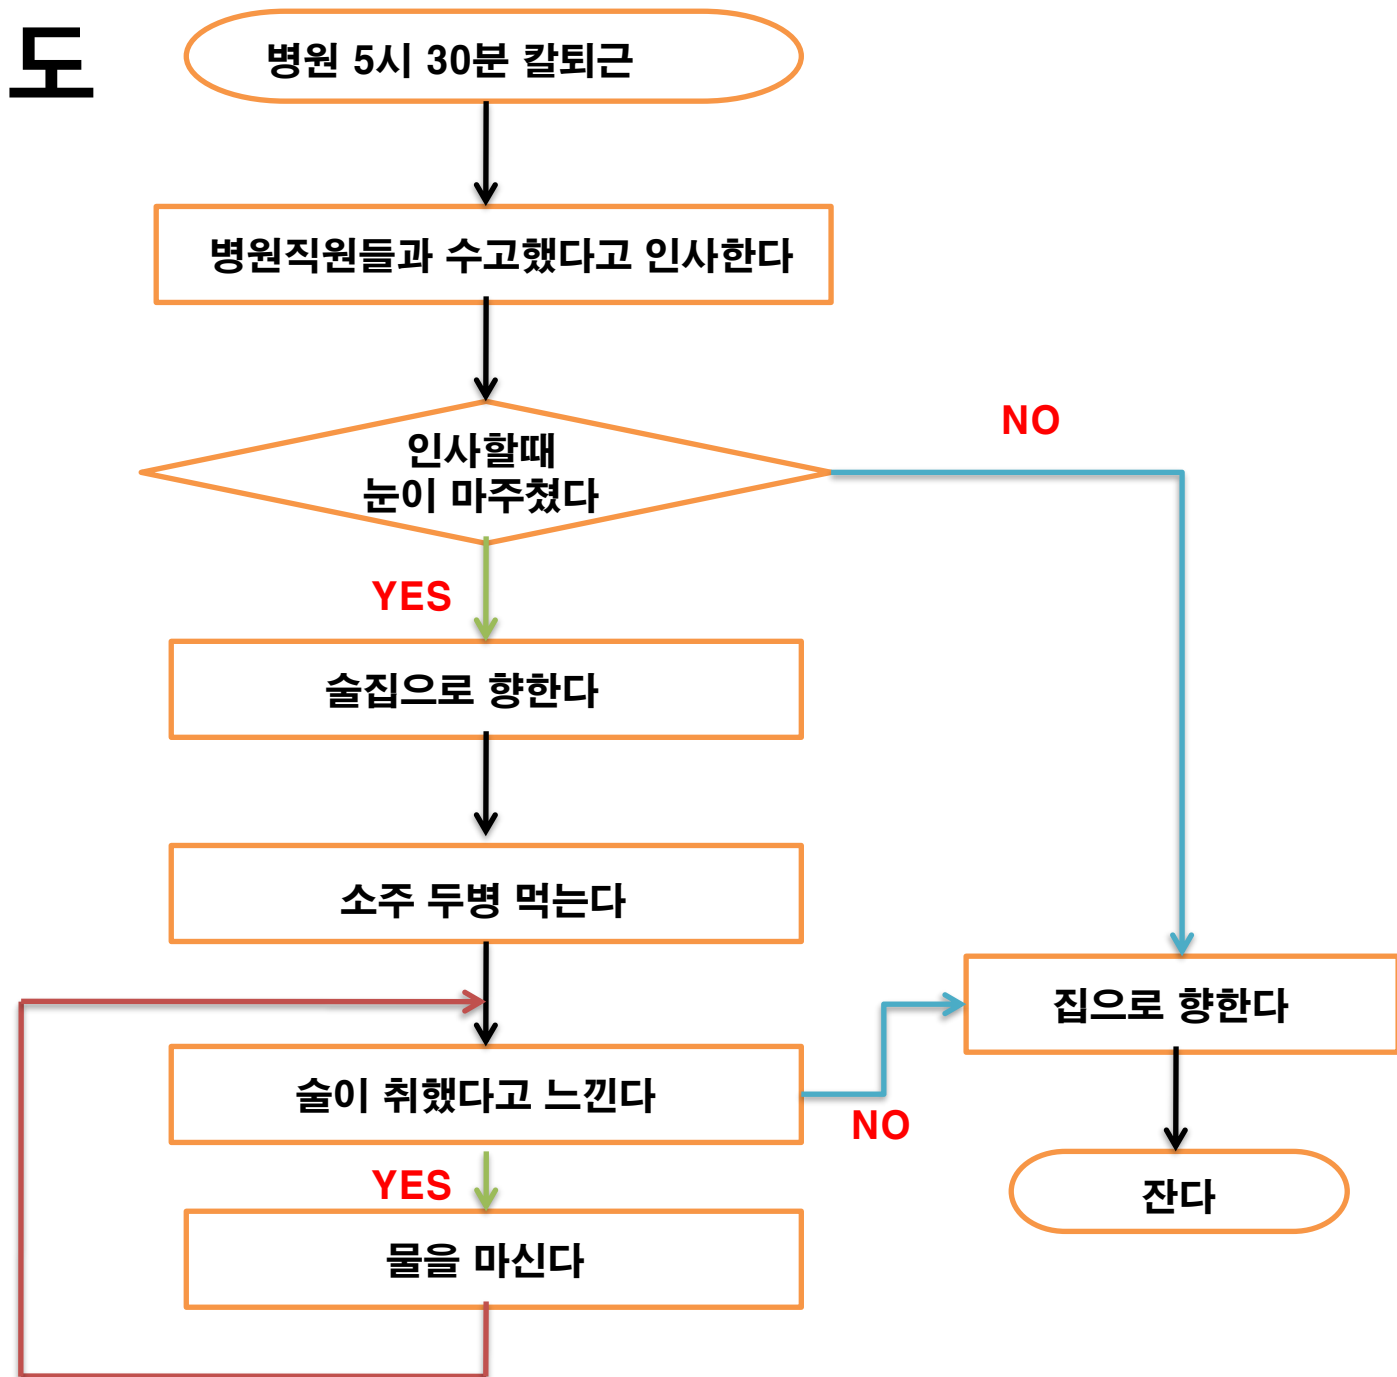 도
병원 5시 30분 칼퇴근
병원직원들과 수고했다고 인사한다
인사할때
눈이 마주쳤다
NO
YES
술집으로 향한다
소주 두병 먹는다
집으로 향한다
술이 취했다고 느낀다
NO
YES
잔다
물을 마신다